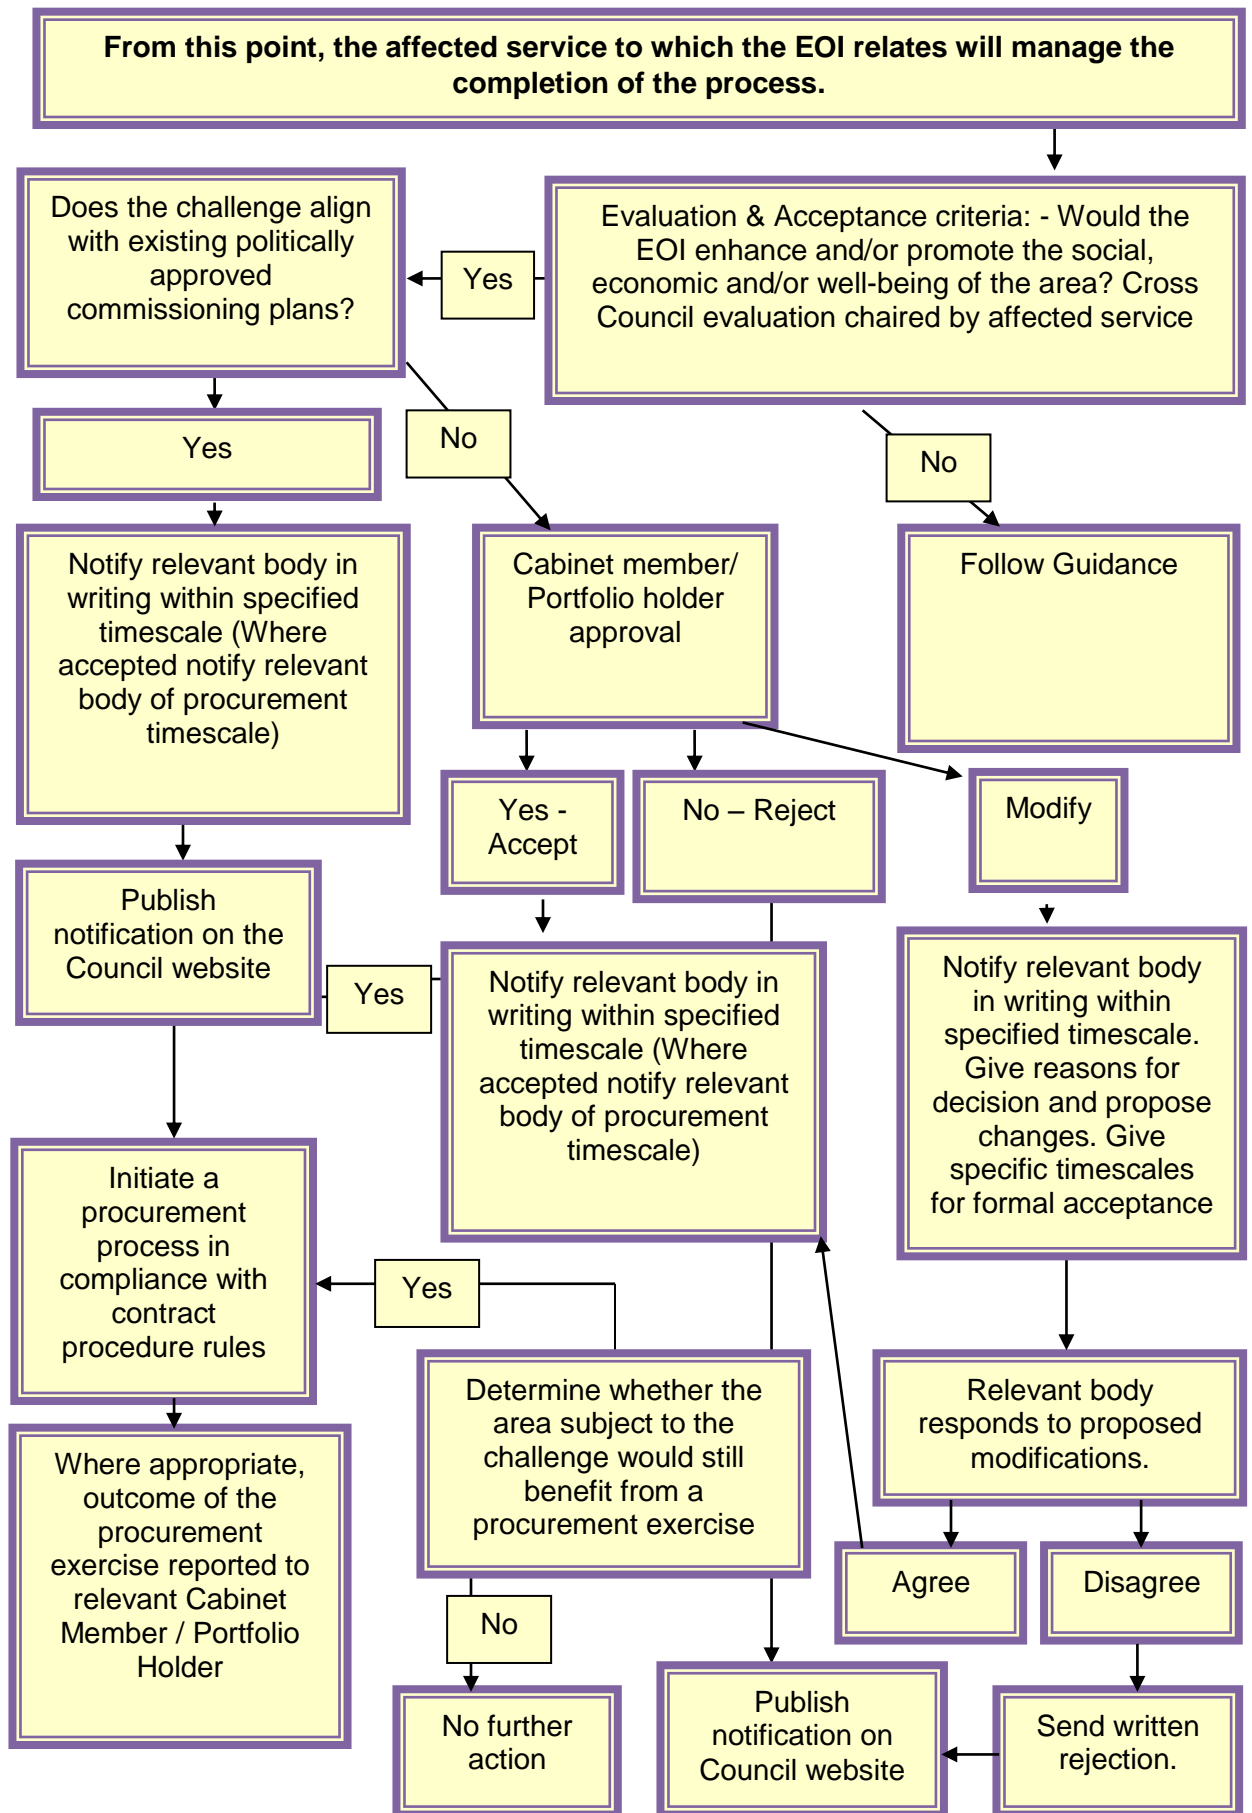 From this point, the affected service to which the EOI relates will manage the
completion of the process.
Does the challenge align
with existing politically
approved
commissioning plans?
Yes
Evaluation & Acceptance criteria: - Would the
EOI enhance and/or promote the social,
economic and/or well-being of the area? Cross
Council evaluation chaired by affected service
Yes
No
No
Notify relevant body in
writing within specified
timescale (Where
accepted notify relevant
body of procurement
timescale)
Cabinet member/
Portfolio holder
approval
Follow Guidance
Yes -
Accept
No – Reject
Modify
Publish
notification on the
Council website
Yes
Notify relevant body in
writing within specified
timescale (Where
accepted notify relevant
body of procurement
timescale)
Notify relevant body
in writing within
specified timescale.
Give reasons for
decision and propose
changes. Give
specific timescales
for formal acceptance
Initiate a
procurement
process in
compliance with
contract
procedure rules
Yes
Determine whether the
area subject to the
challenge would still
benefit from a
procurement exercise
Relevant body
responds to proposed
modifications.
Where appropriate,
outcome of the
procurement
exercise reported to
relevant Cabinet
Member / Portfolio
Holder
No
Agree
Disagree
No further
action
Publish
notification on
Council website
Send written
rejection.